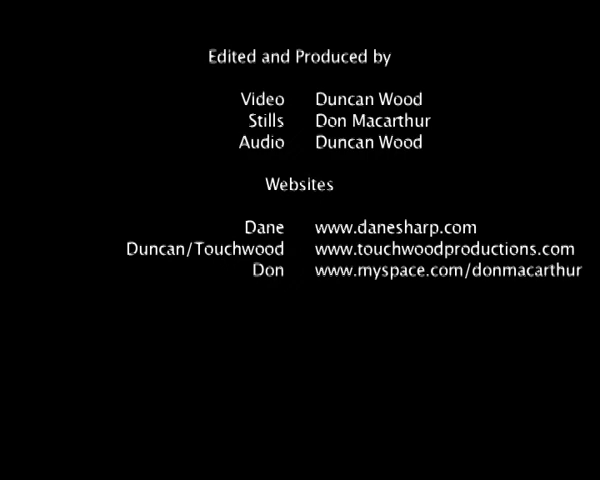 Edited and Produced by
Video Duncan Wood
Stills Don Macarthur
Audio Duncan Wood
Websites
Dane www.danesharp.com
Duncan/Touchwood www.touchwoodproductions.com
Don www.myspace.com/donmacarthur